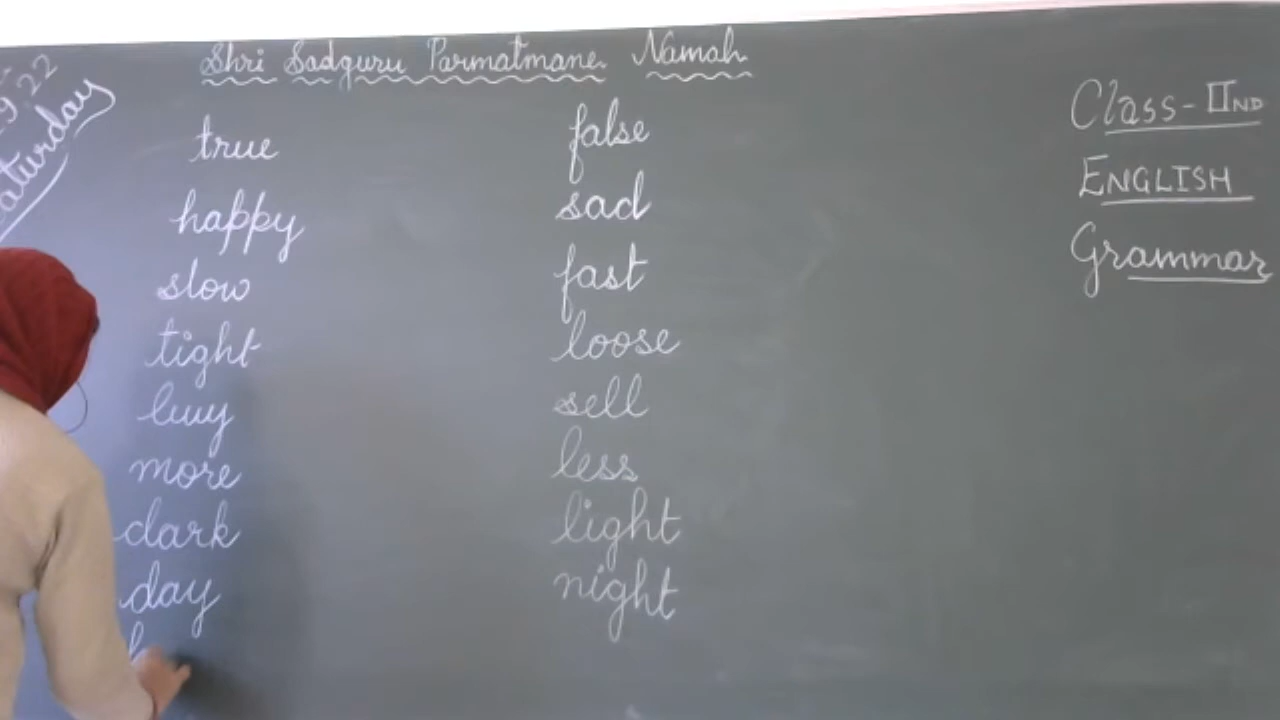 Shri Sadguru Parmatmane Namah
22
Saturday
Class - IIND
ENGLISH
Grammar
true false
happy sad
slow fast
tight loose
buy sell
more less
dark light
day night